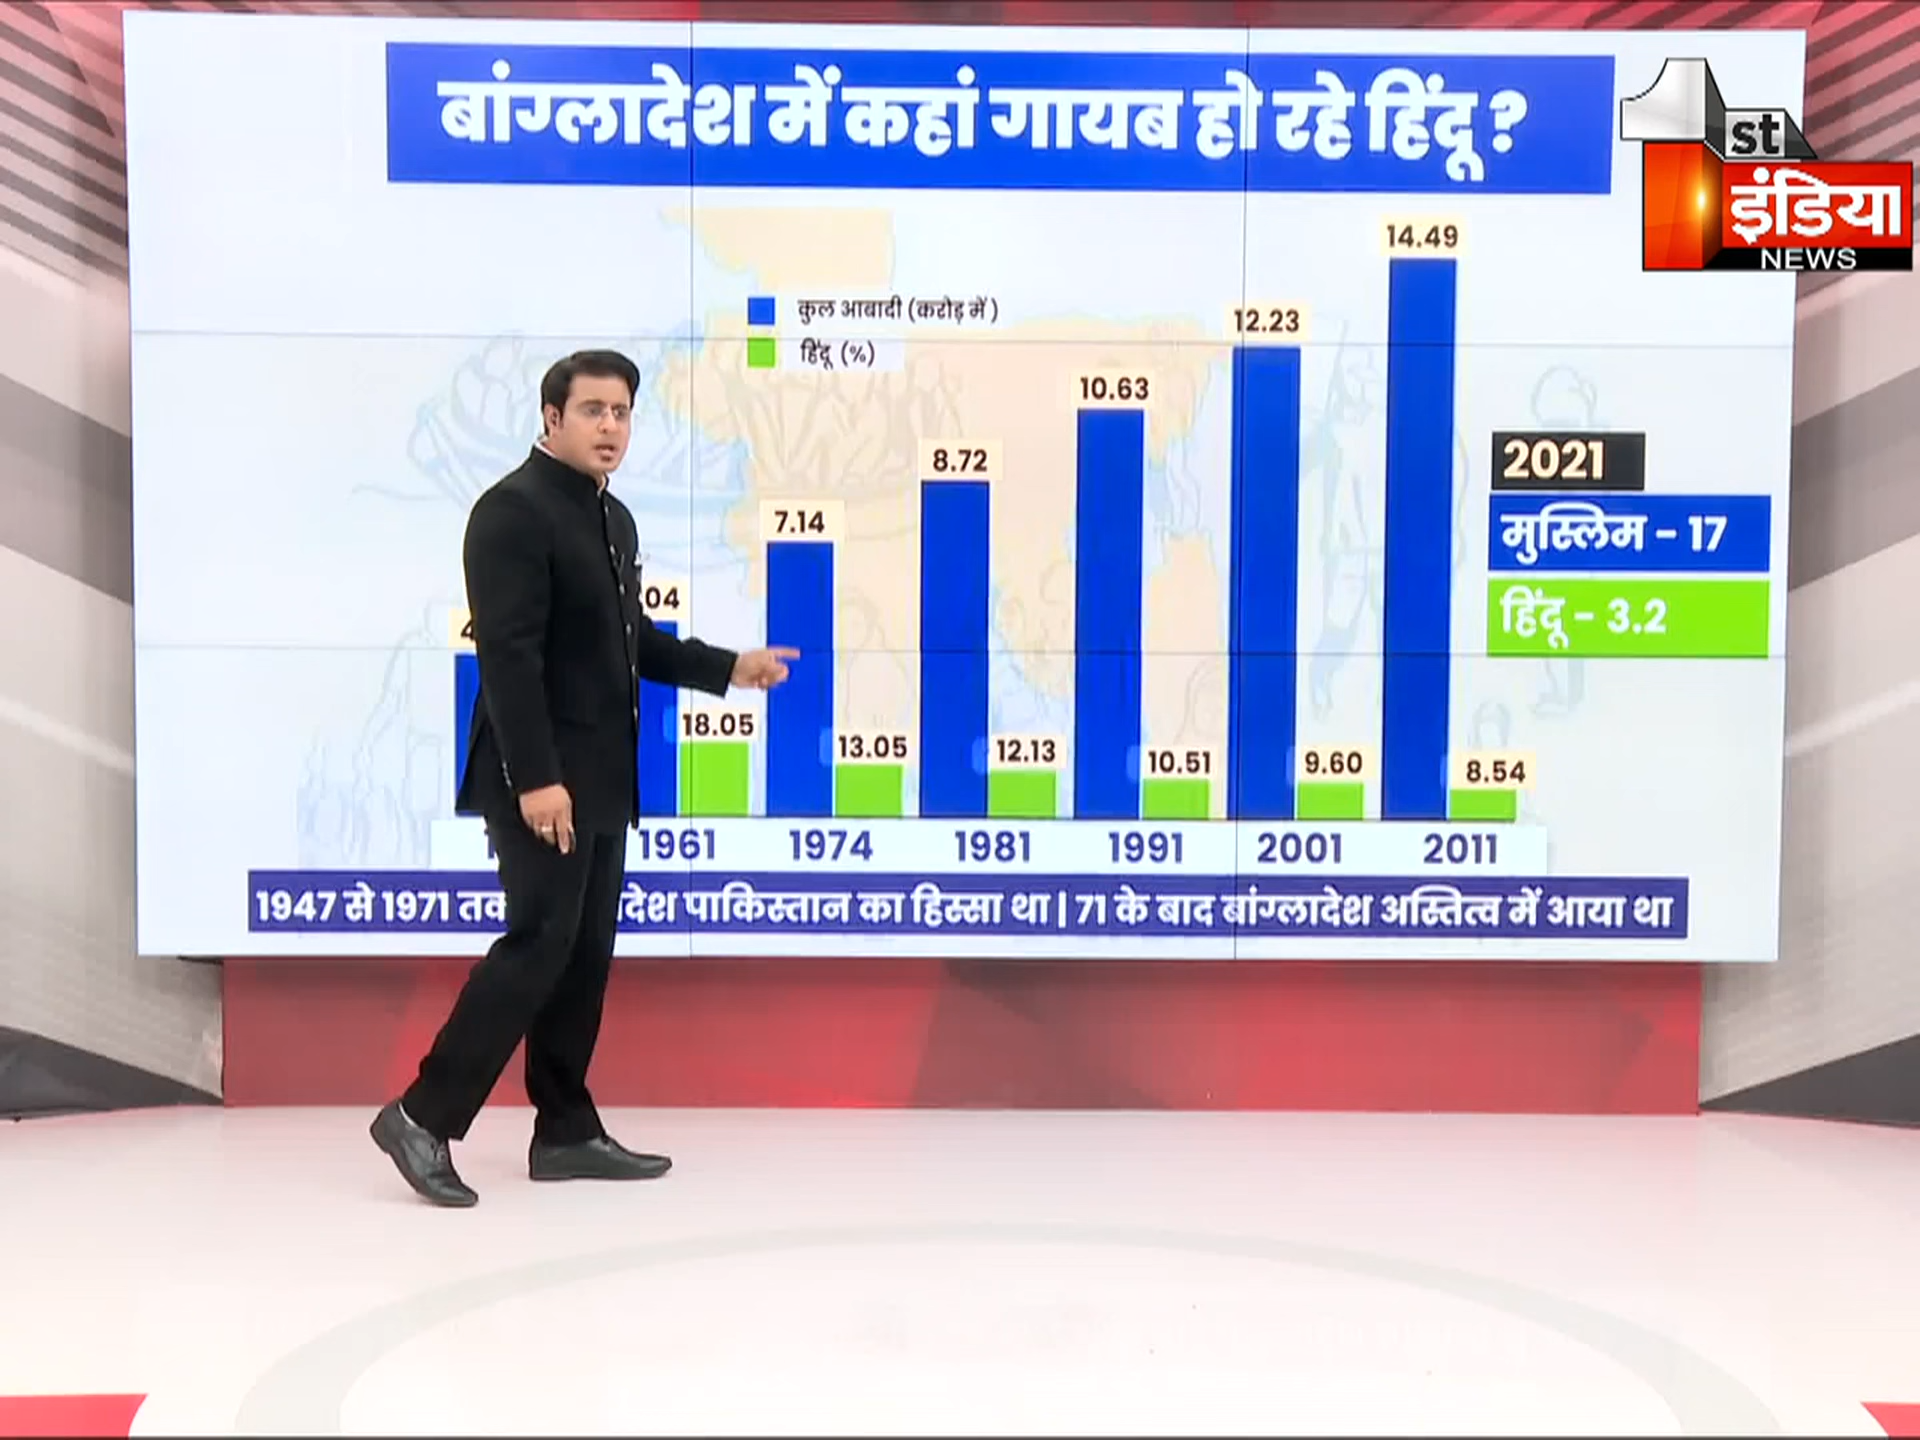 बांग्लादेश में कहां गायब हो रहे हिंदू ?
1st
इंडिया
NEWS
कुल आबादी (करोड़ में)
हिंदू (%)
14.49
12.23
10.63
8.72
7.14
18.05
13.05
12.13
10.51
9.60
8.54
2021
मुस्लिम - 17
हिंदू - 3.2
1961 1974 1981 1991 2001 2011
1947 से 1971 पाकिस्तान का हिस्सा था | 71 के बाद बांग्लादेश अस्तित्व में आया था